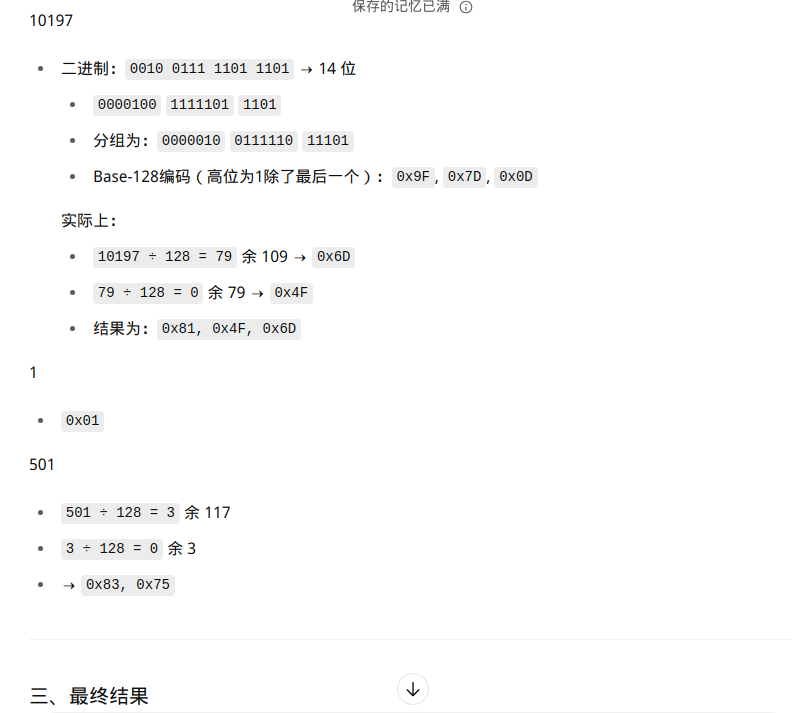 保存的记忆已满
10197
二进制：0010 0111 1101 1101 → 14 位
0000100 1111101 1101
分组为：0000010 0111110 11101
Base-128编码（高位为1除了最后一个）：0x9F, 0x7D, 0x0D
实际上：
10197 ÷ 128 = 79 余 109 → 0x6D
79 ÷ 128 = 0 余 79 → 0x4F
结果为：0x81, 0x4F, 0x6D
1
0x01
501
501 ÷ 128 = 3 余 117
3 ÷ 128 = 0 余 3
→ 0x83, 0x75
三、最终结果